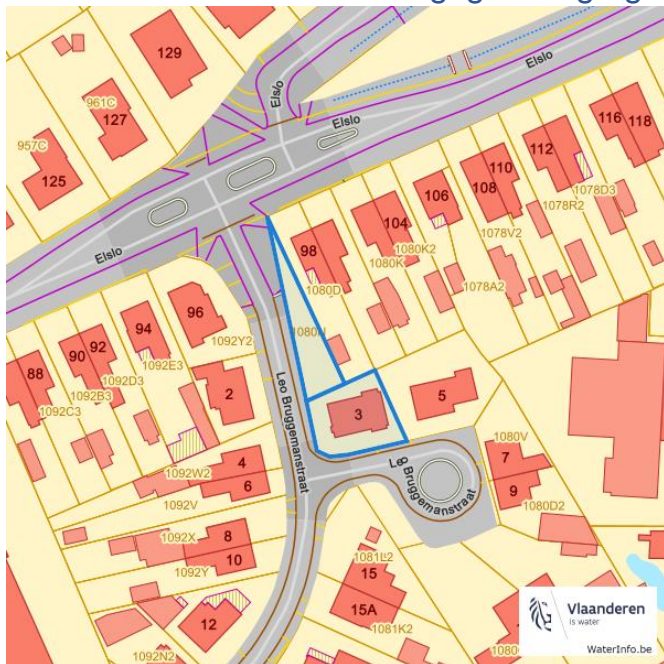 129
Elslo
Elslo
961C
127
Elslo
116
118
957C
125
112
110
1078D3
108
1078R2
106
104
98
1078V2
1080K2
1080K
Elslo
1080D
1078A2
96
94
1092Y2
92
90
1092E3
88
1092D3
1092B3
1092C3
2
Leo Bruggemanstraat
3
5
1080V
4
7
Leo Bruggemanstraat
1092W2
6
9
1092V
1080D2
8
1092X
10
1081L2
1092Y
15
15A
12
1081K2
1092N2
Vlaanderen
is water
WaterInfo.be